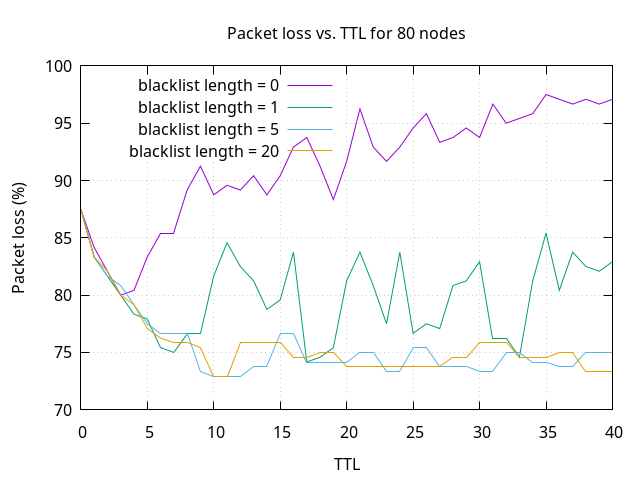 Packet loss vs. TTL for 80 nodes
100
95
90
85
80
75
70
Packet loss (%)
blacklist length = 0
blacklist length = 1
blacklist length = 5
blacklist length = 20
0 5 10 15 20 25 30 35 40
TTL